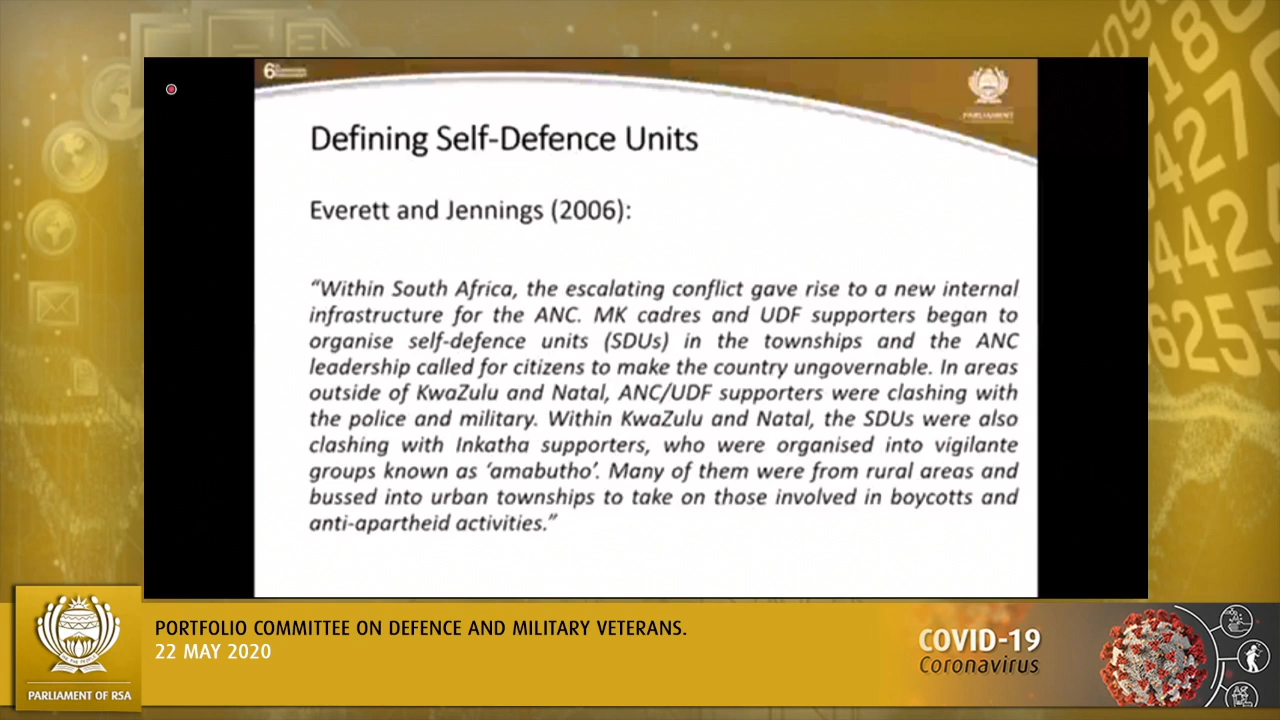 6
PARLIAMENT
Defining Self-Defence Units
Everett and Jennings (2006):
“Within South Africa, the escalating conflict gave rise to a new internal
infrastructure for the ANC. MK cadres and UDF supporters began to
organise self-defence units (SDUs) in the townships and the ANC
leadership called for citizens to make the country ungovernable. In areas
outside of KwaZulu and Natal, ANC/UDF supporters were clashing with
the police and military. Within KwaZulu and Natal, the SDUs were also
clashing with Inkatha supporters, who were organised into vigilante
groups known as ‘amabutho’. Many of them were from rural areas and
bussed into urban townships to take on those involved in boycotts and
anti-apartheid activities.”
PORTFOLIO COMMITTEE ON DEFENCE AND MILITARY VETERANS.
22 MAY 2020
PARLIAMENT OF RSA
COVID-19
Coronavirus